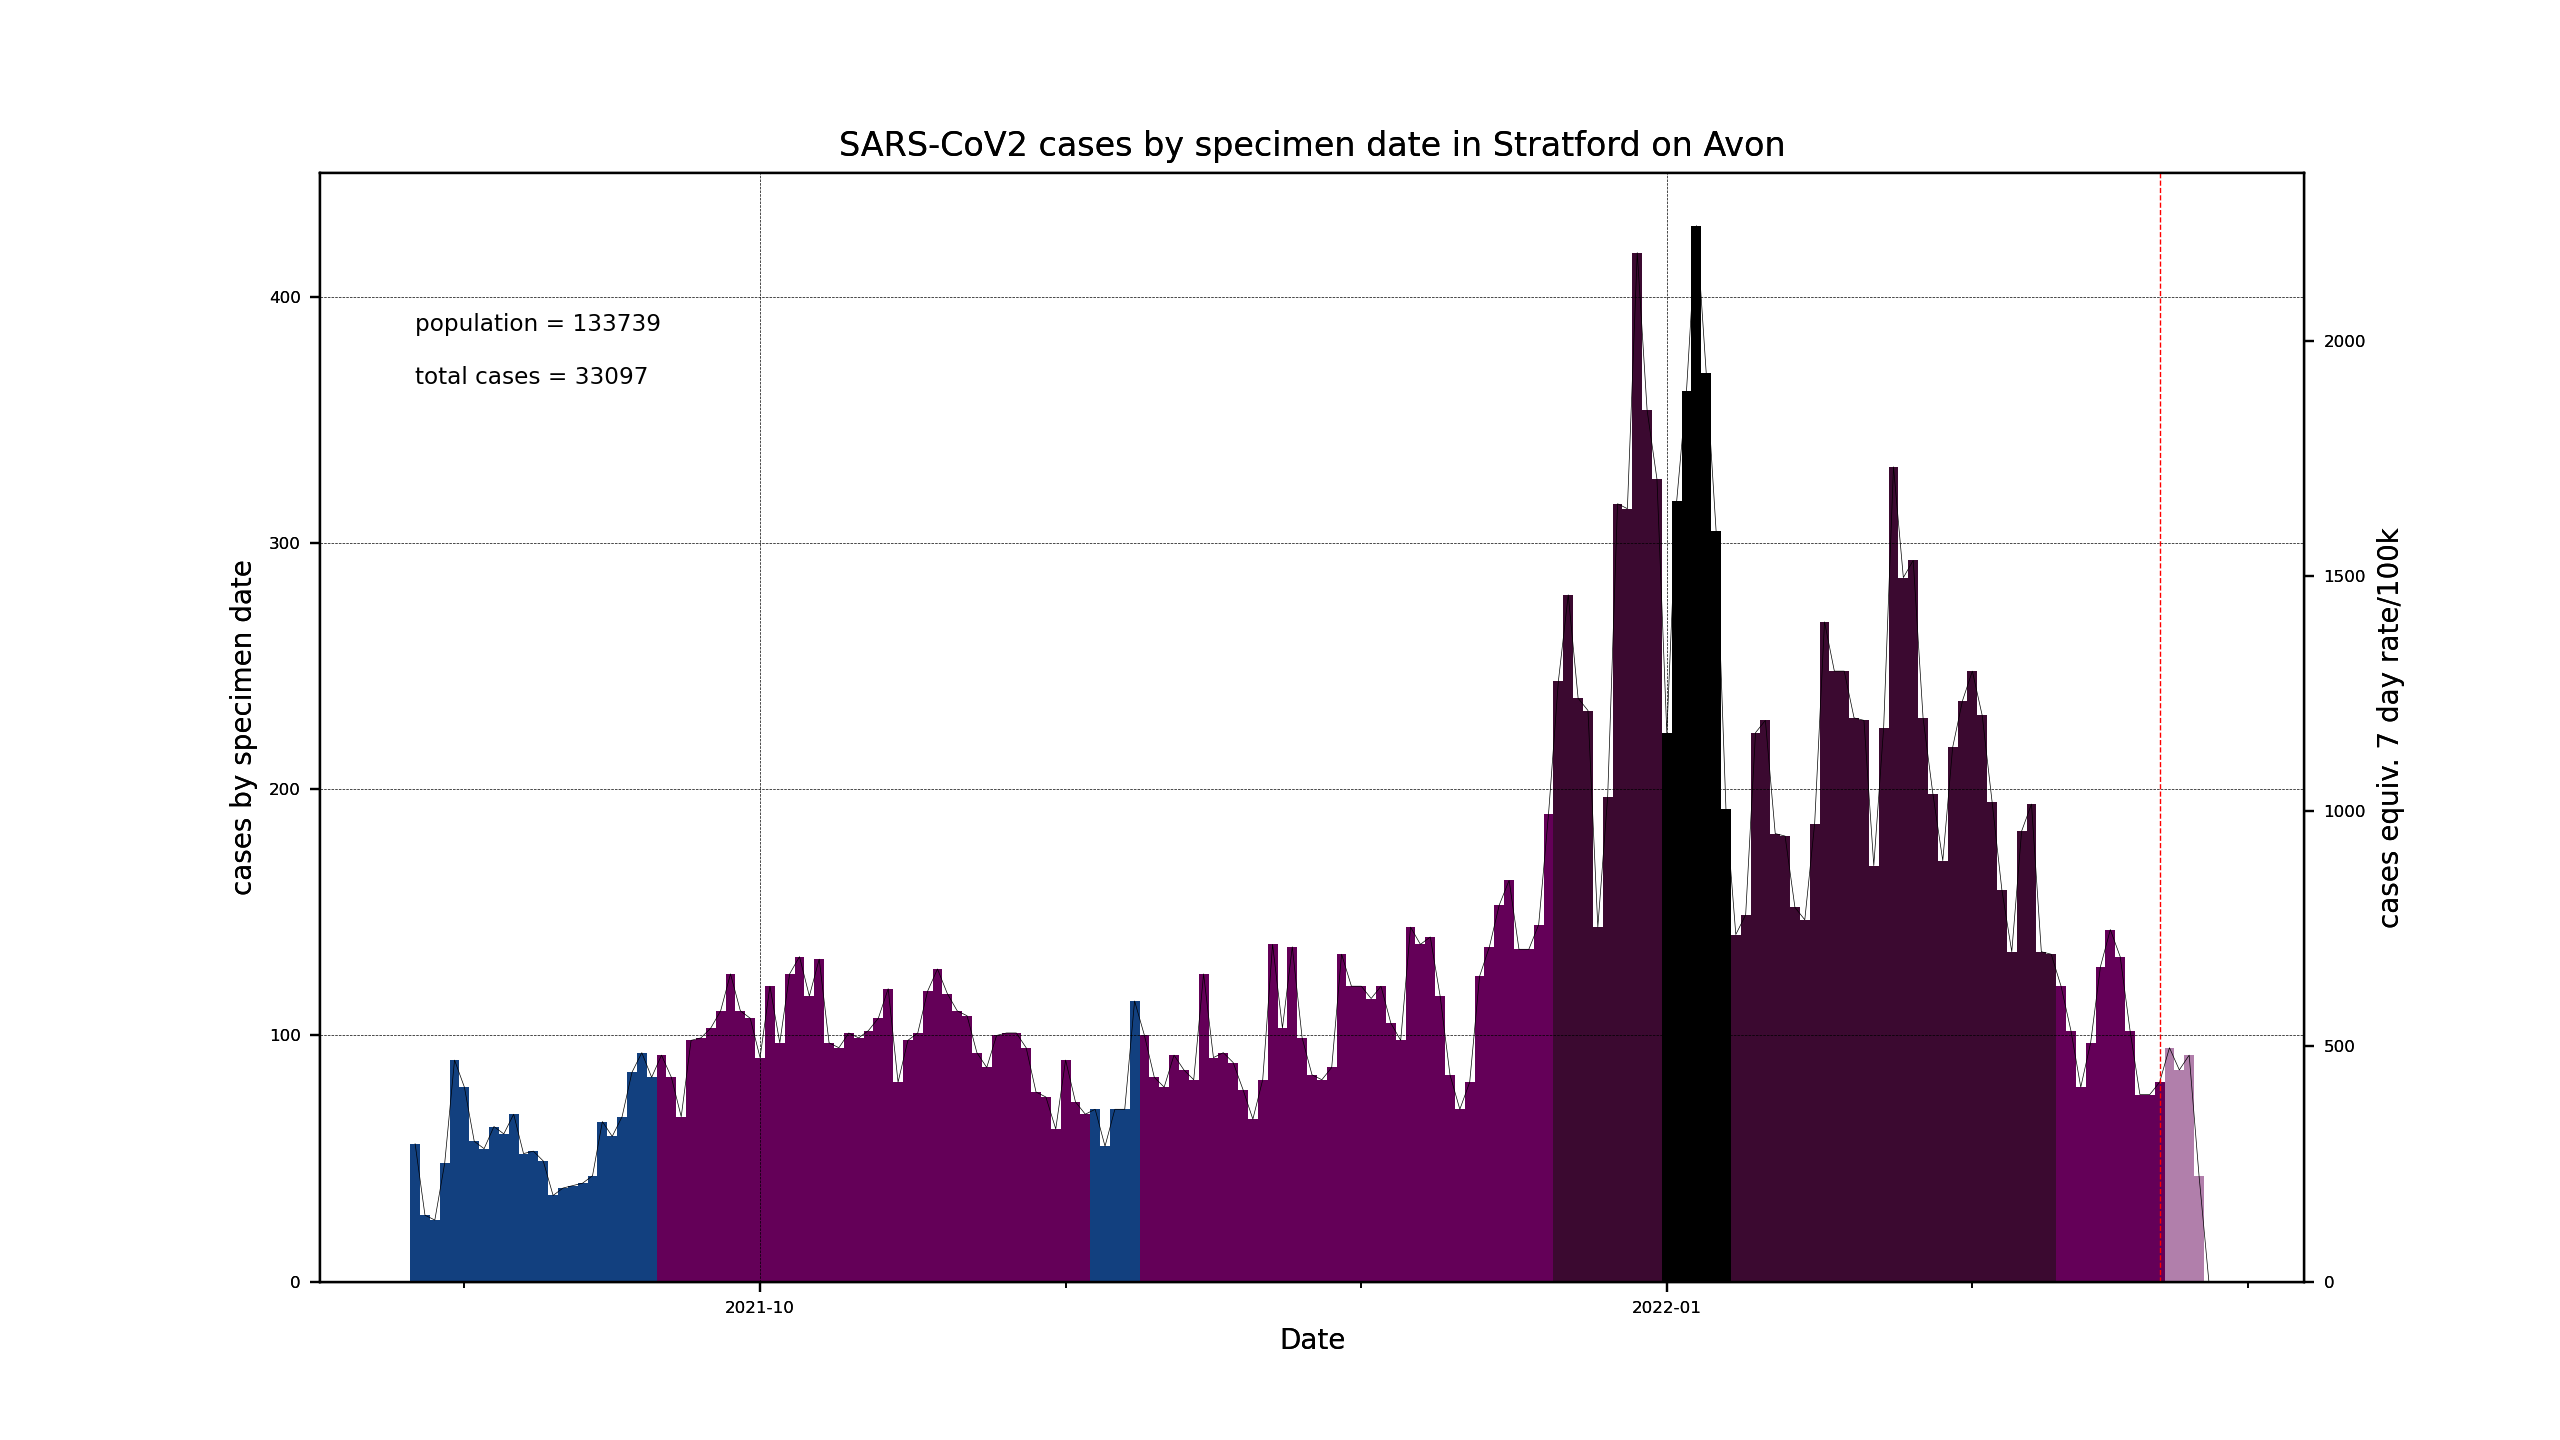 SARS-CoV2 cases by specimen date in Stratford on Avon
population = 133739
total cases = 33097
cases by specimen date
400
300
200
100
0
cases equiv. 7 day rate/100k
2000
1500
1000
500
0
2021-10
2022-01
Date